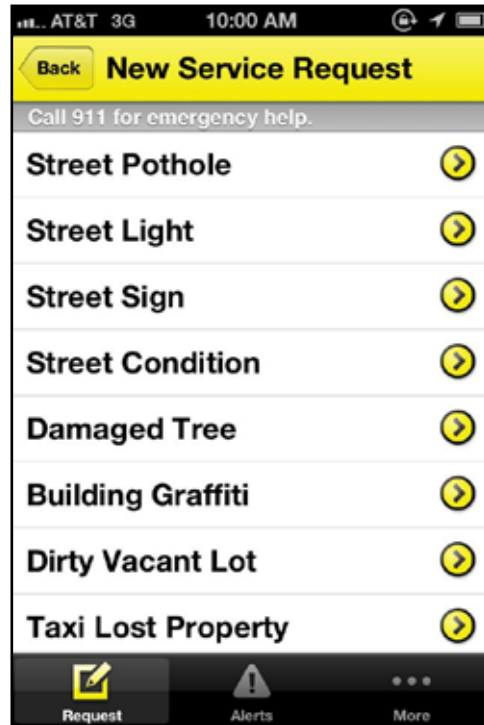 AT&T 3G 10:00 AM
Back New Service Request
Call 911 for emergency help.
Street Pothole
Street Light
Street Sign
Street Condition
Damaged Tree
Building Graffiti
Dirty Vacant Lot
Taxi Lost Property
Request Alerts More